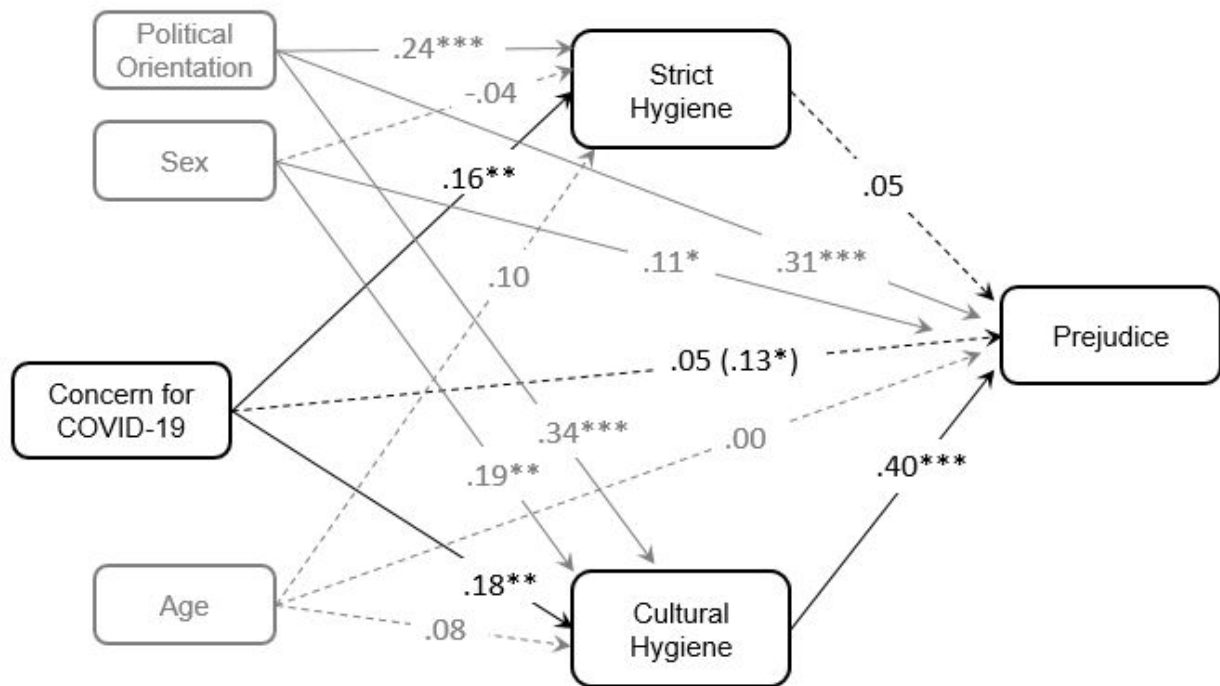 Political
Orientation
.24***
Strict
Hygiene
-.04
Sex
.16**
.05
.10
.11*
.31***
Prejudice
.05 (.13*)
Concern for
COVID-19
.34***
.00
.19**
.40***
.18**
Age
.08
Cultural
Hygiene